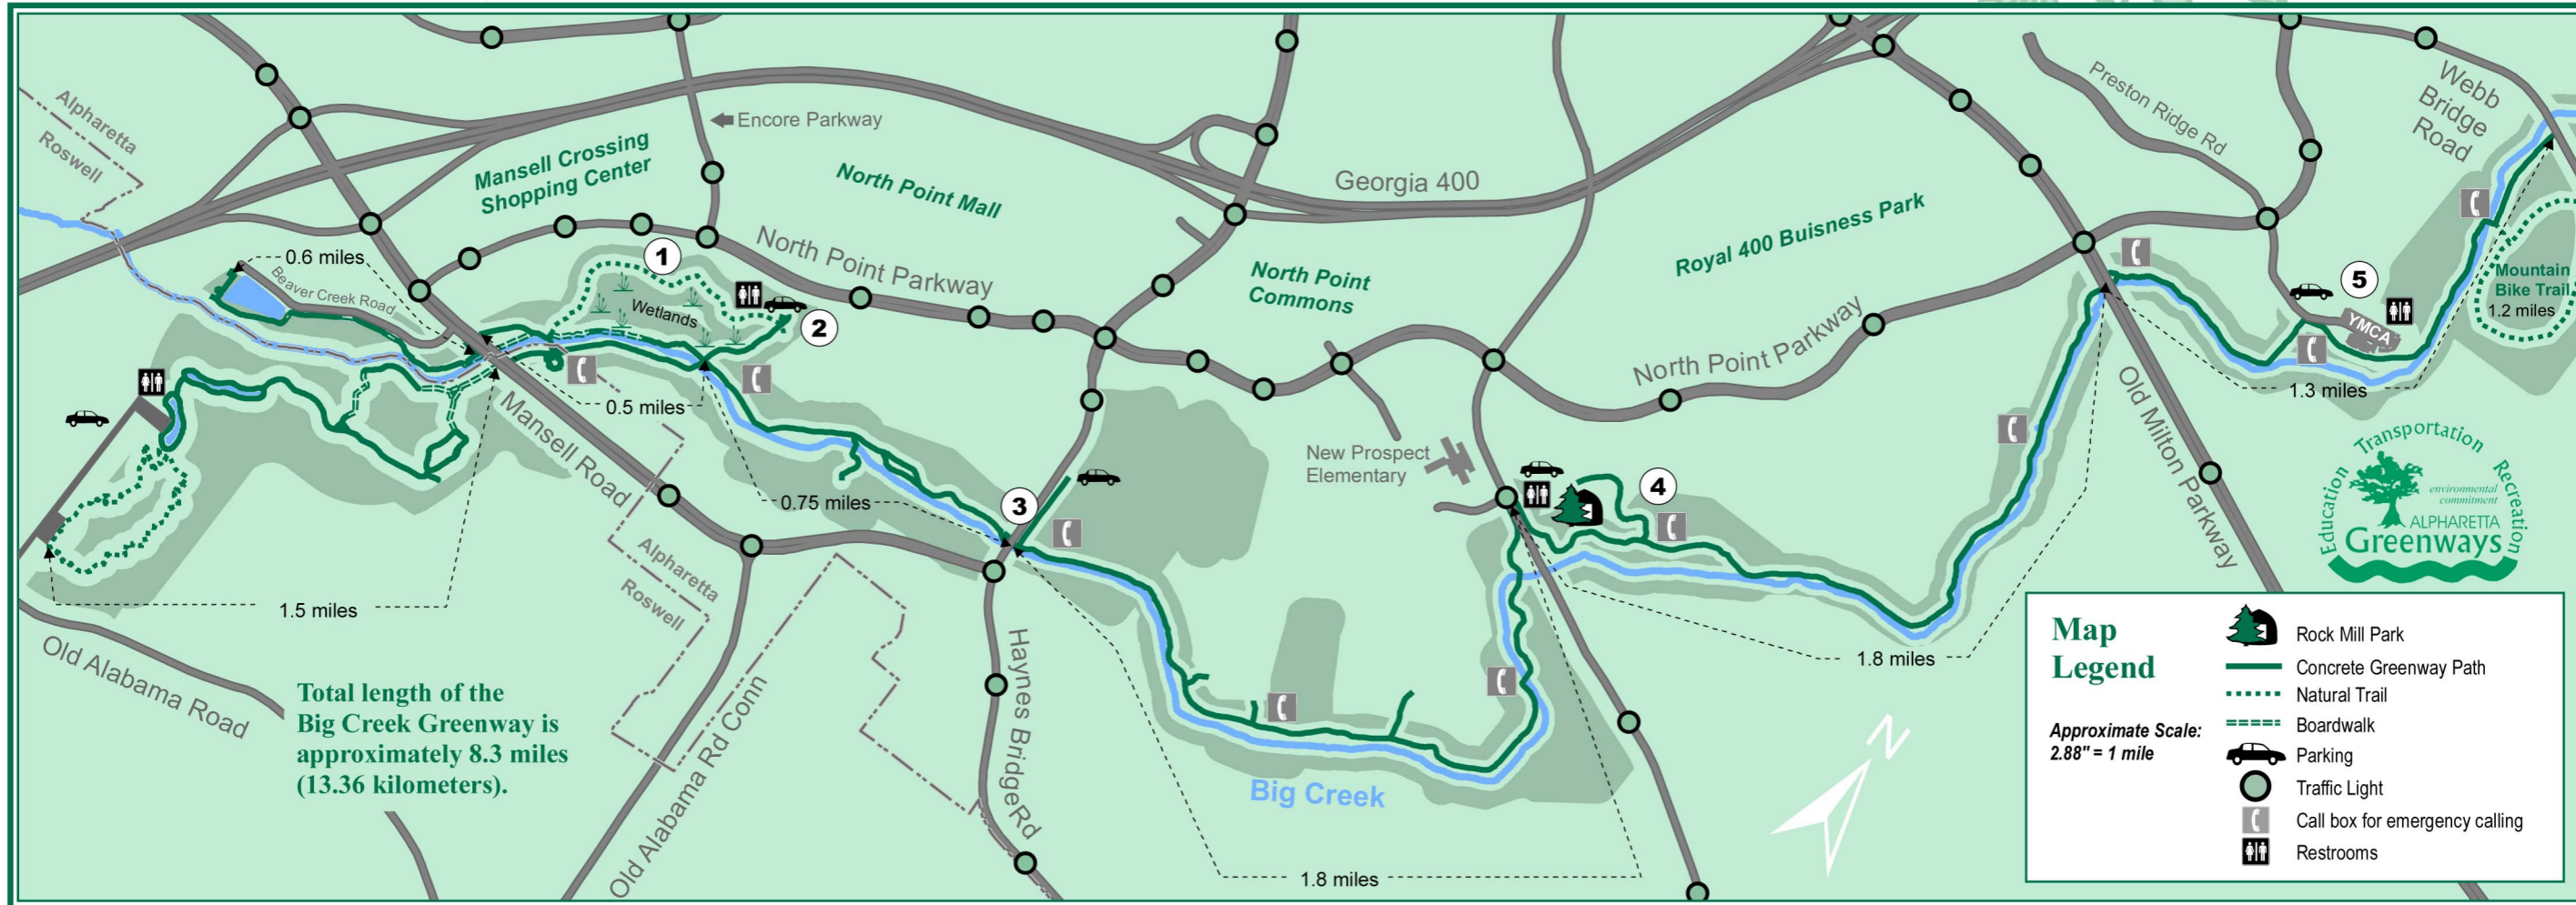 Alpharetta
Roswell
Encore Parkway
Mansell Crossing
Shopping Center
North Point Mall
Georgia 400
Preston Ridge Rd
Webb
Bridge
Road
0.6 miles
Beaver Creek Road
1
Wetlands
2
North Point Parkway
North Point
Commons
Royal 400 Buisness Park
North Point Parkway
5
YMCA
Mountain
Bike Trail
1.2 miles
1.3 miles
0.5 miles
Mansell Road
0.75 miles
3
New Prospect
Elementary
4
Old Milton Parkway
Education Transportation Recreation
environmental
commitment
ALPHARETTA
Greenways
1.5 miles
Alpharetta
Roswell
Old Alabama Road
Old Alabama Rd Conn
Haynes BridgeRd
1.8 miles
Big Creek
1.8 miles
N
Total length of the
Big Creek Greenway is
approximately 8.3 miles
(13.36 kilometers).
Map
Legend
Approximate Scale:
2.88" = 1 mile
Rock Mill Park
Concrete Greenway Path
Natural Trail
Boardwalk
Parking
Traffic Light
Call box for emergency calling
Restrooms